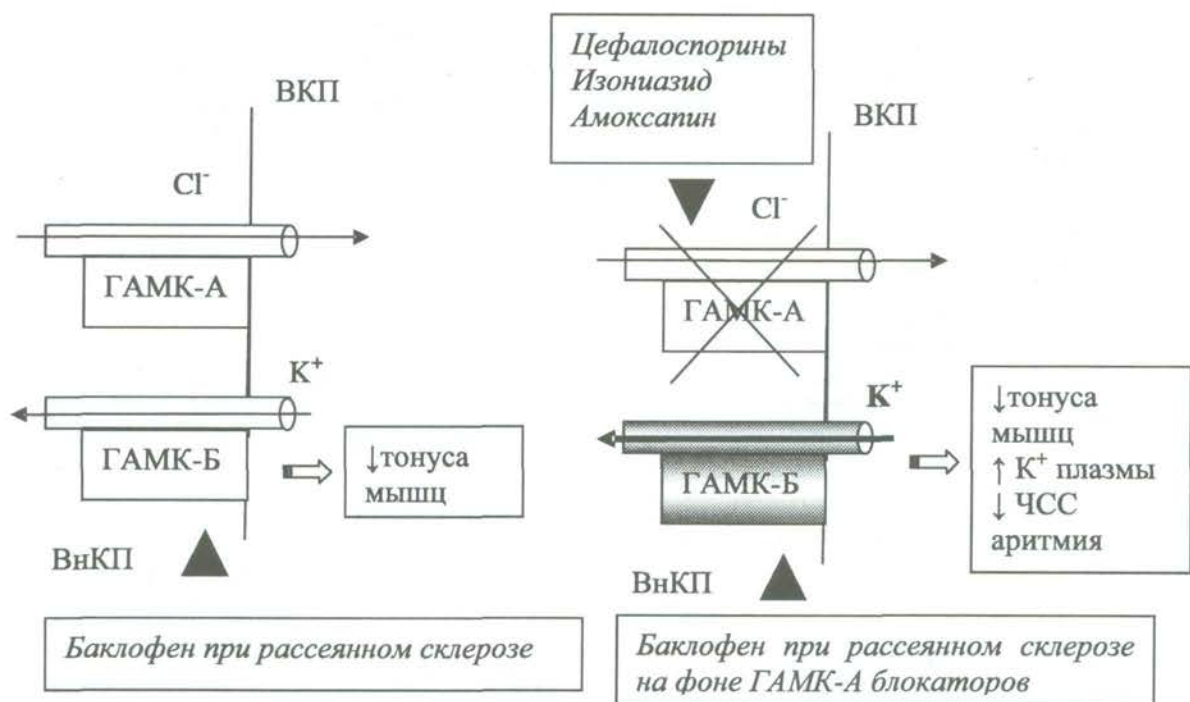 ВКП
Cl⁻
ГАМК-А
K⁺
ГАМК-Б
↓тонуса
мышц
ВнКП
Баклофен при рассеянном склерозе
Цефалоспорины
Изониазид
Амоксапин
ВКП
Cl⁻
ГАМК-А
K⁺
ГАМК-Б
↓тонуса
мышц
↑ K⁺ плазмы
↓ ЧСС
аритмия
ВнКП
Баклофен при рассеянном склерозе
на фоне ГАМК-А блокаторов